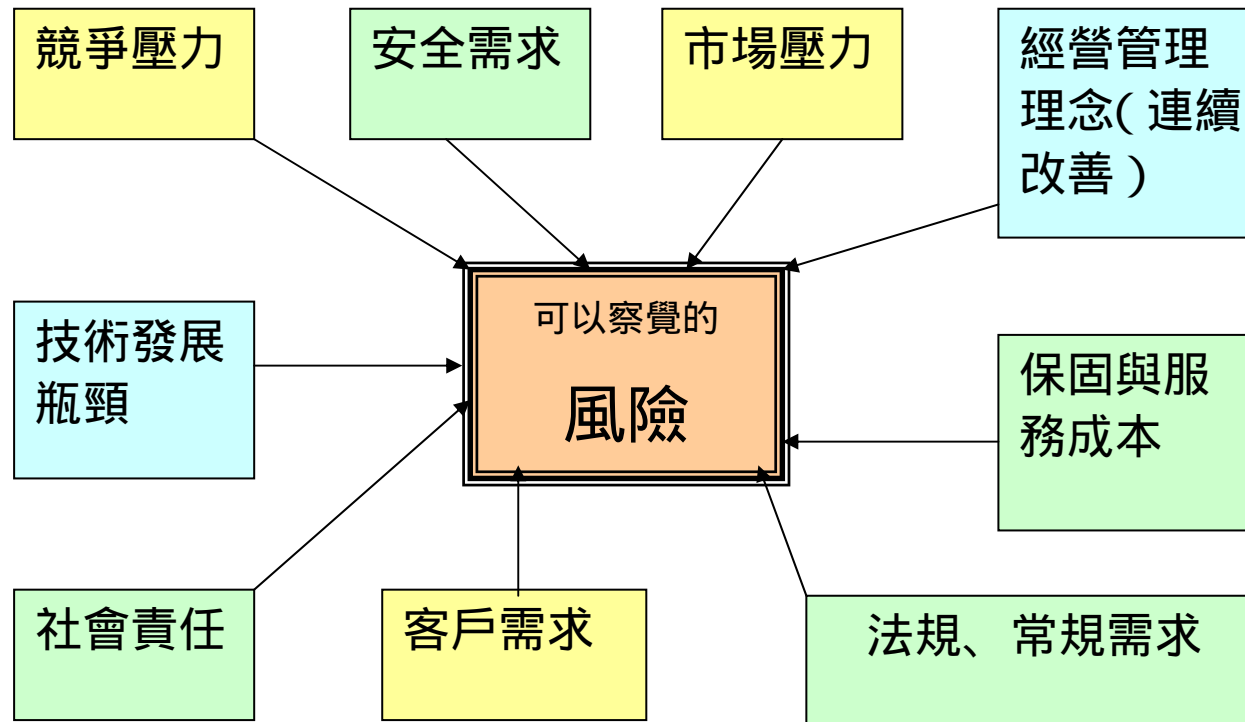 競爭壓力
安全需求
市場壓力
經營管理
理念(連續
改善)
可以察覺的
風險
技術發展
瓶頸
保固與服
務成本
社會責任
客戶需求
法規、常規需求